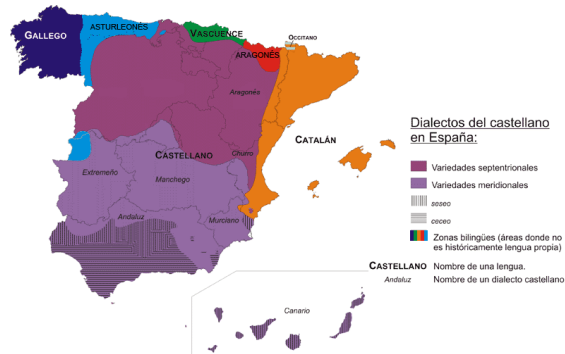 GALLEGO
ASTURLEONÉS
VASCUENCE
OCCITANO
ARAGONÉS
Aragonés
CATALÁN
CASTELLANO
Churro
Extremeño
Manchego
Andaluz
Murciano
Canario
Dialectos del castellano
en España:
Variedades septentrionales
Variedades meridionales
seseo
ceceo
Zonas bilingües (áreas donde no
es históricamente lengua propia)
CASTELLANO Nombre de una lengua.
Andaluz Nombre de un dialecto castellano